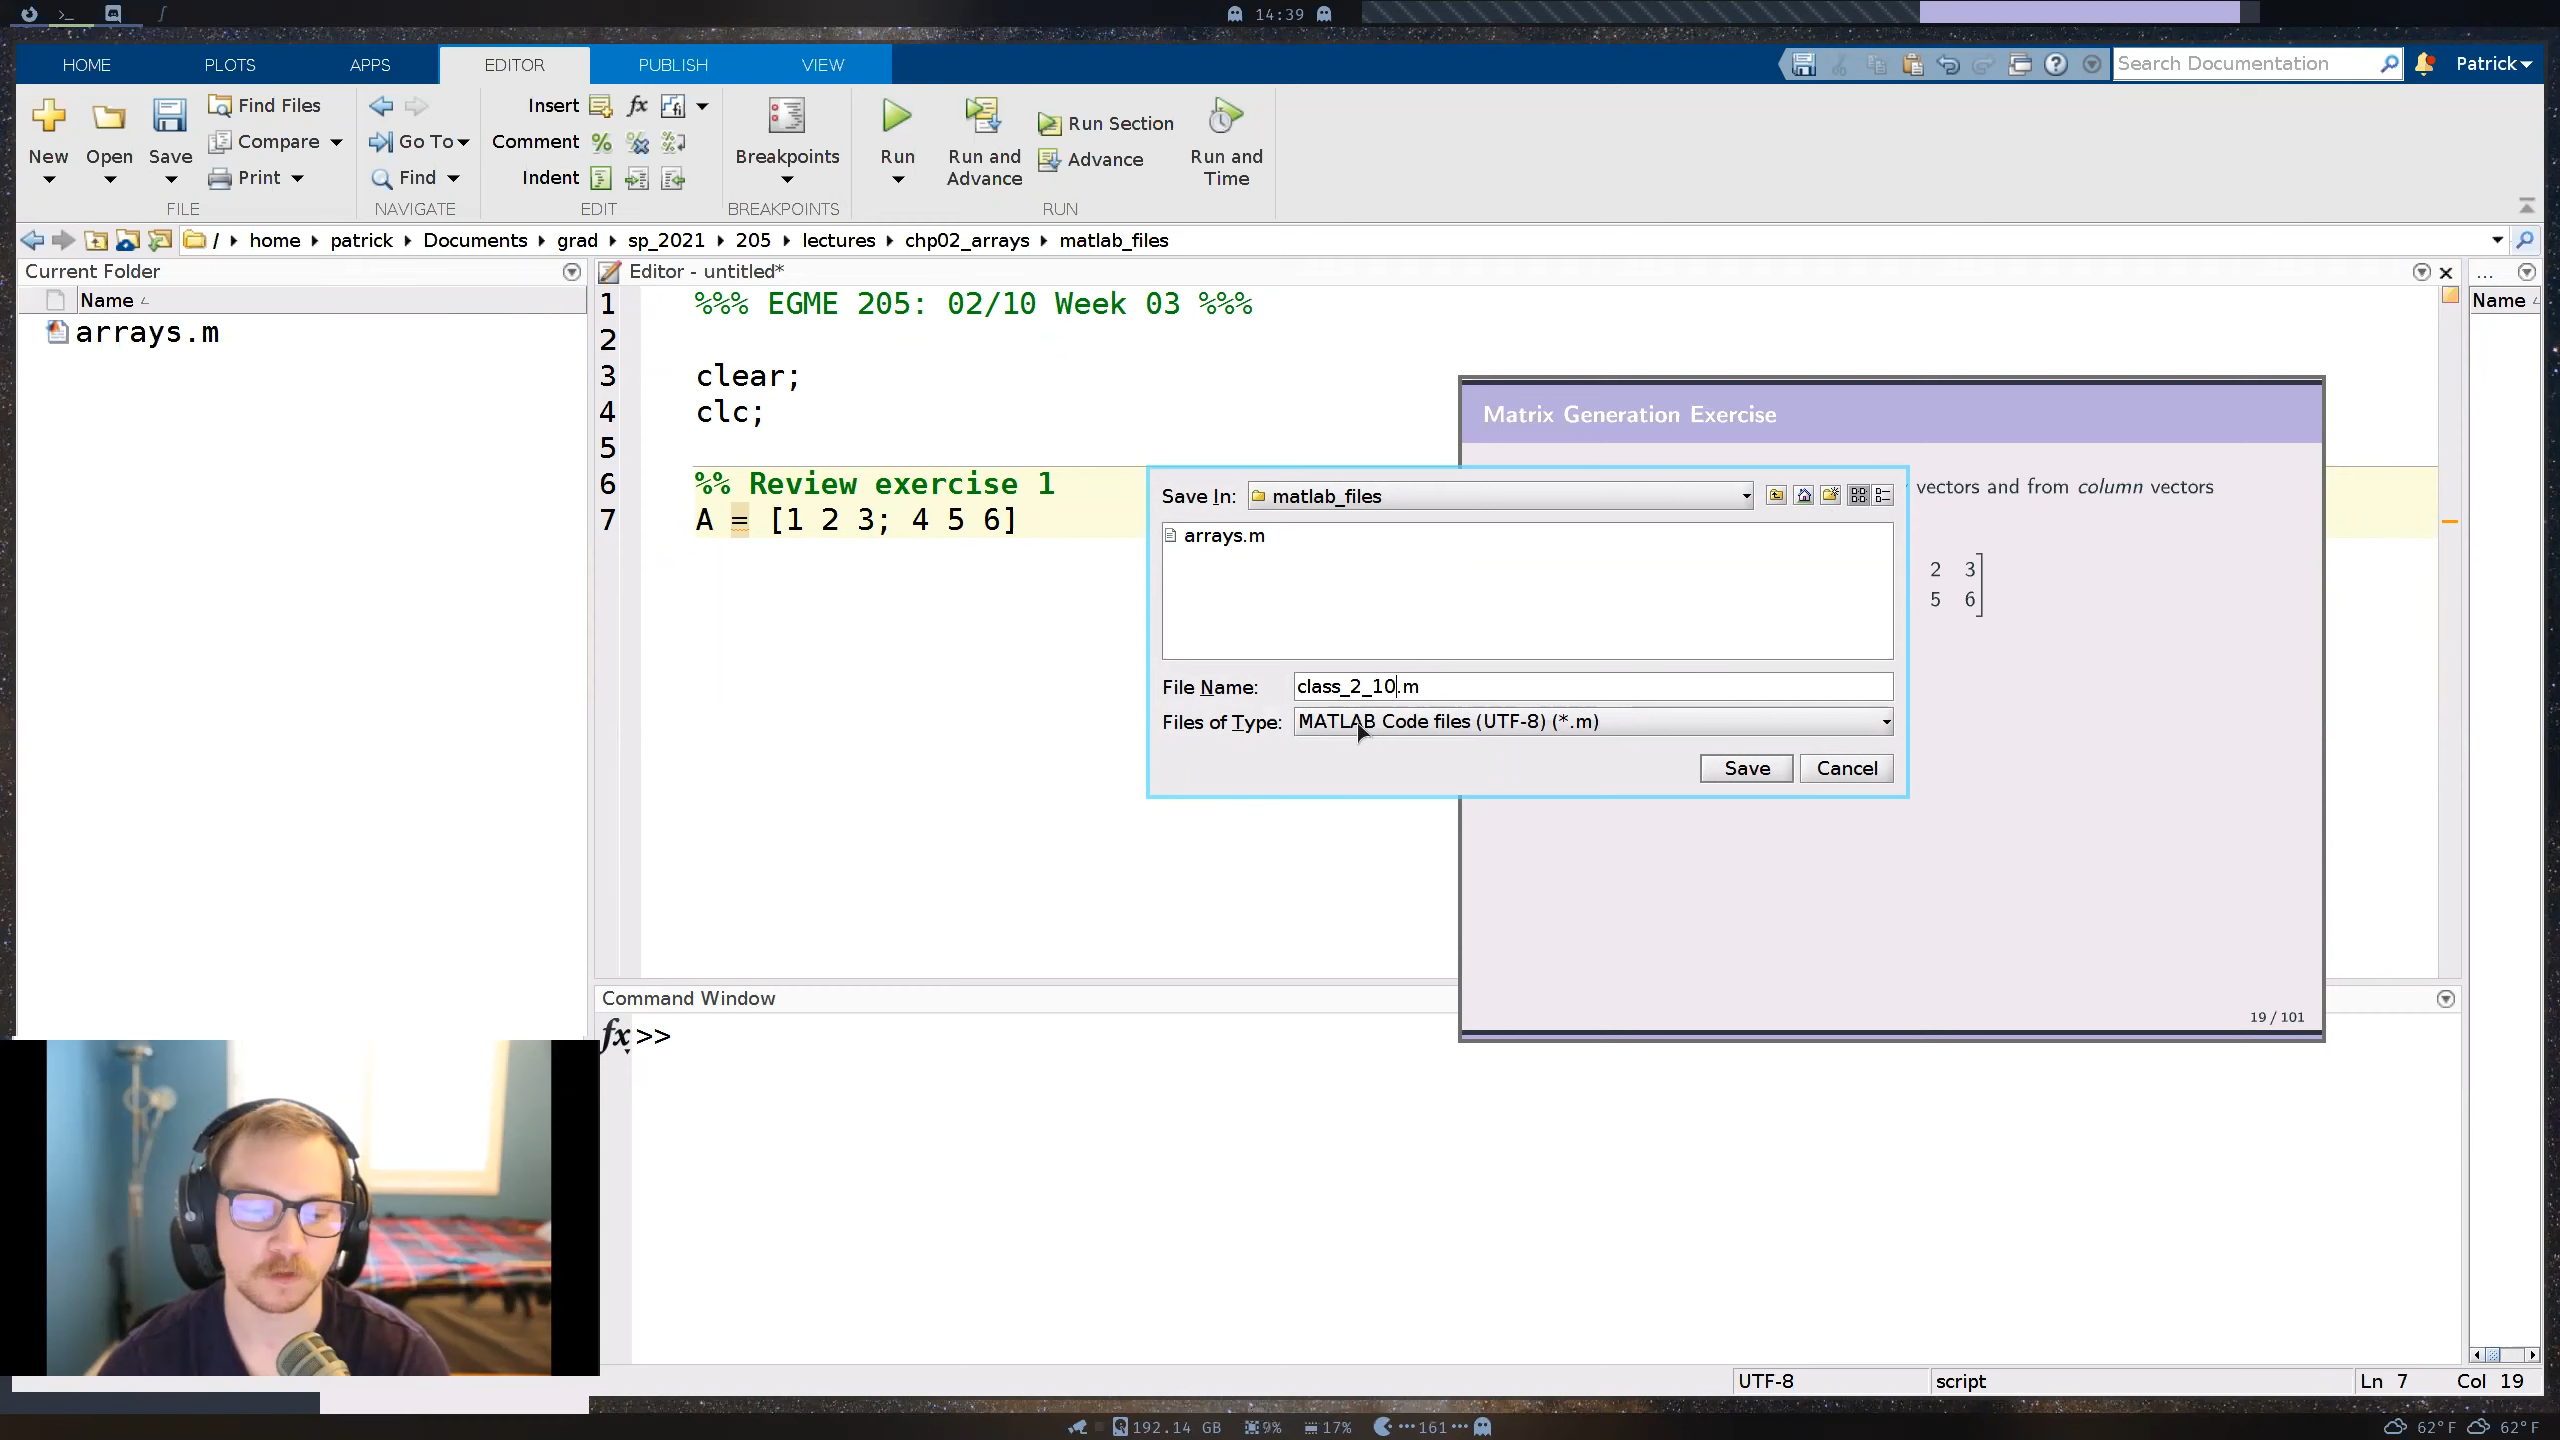 14:39
HOME PLOTS APPS EDITOR PUBLISH VIEW Search Documentation Patrick
New Open Save Find Files Compare Print
FILE
Go To Find
NAVIGATE
Insert fx
Comment
Indent
EDIT
Breakpoints
BREAKPOINTS
Run Run and Advance Run Section Advance Run and Time
RUN
/ home patrick Documents grad sp_2021 205 lectures chp02_arrays matlab_files
Current Folder
Name
arrays.m
Editor - untitled*
1 %%% EGME 205: 02/10 Week 03 %%%
2
3 clear;
4 clc;
5
6 %% Review exercise 1
7 A = [1 2 3; 4 5 6]
...
Name
Matrix Generation Exercise
vectors and from column vectors
2 3
5 6
19 / 101
Save In: matlab_files
arrays.m
File Name: class_2_10.m
Files of Type: MATLAB Code files (UTF-8) (*.m)
Save Cancel
Command Window
fx >>
UTF-8 script Ln 7 Col 19
192.14 GB 9% 17% 161 62°F 62°F